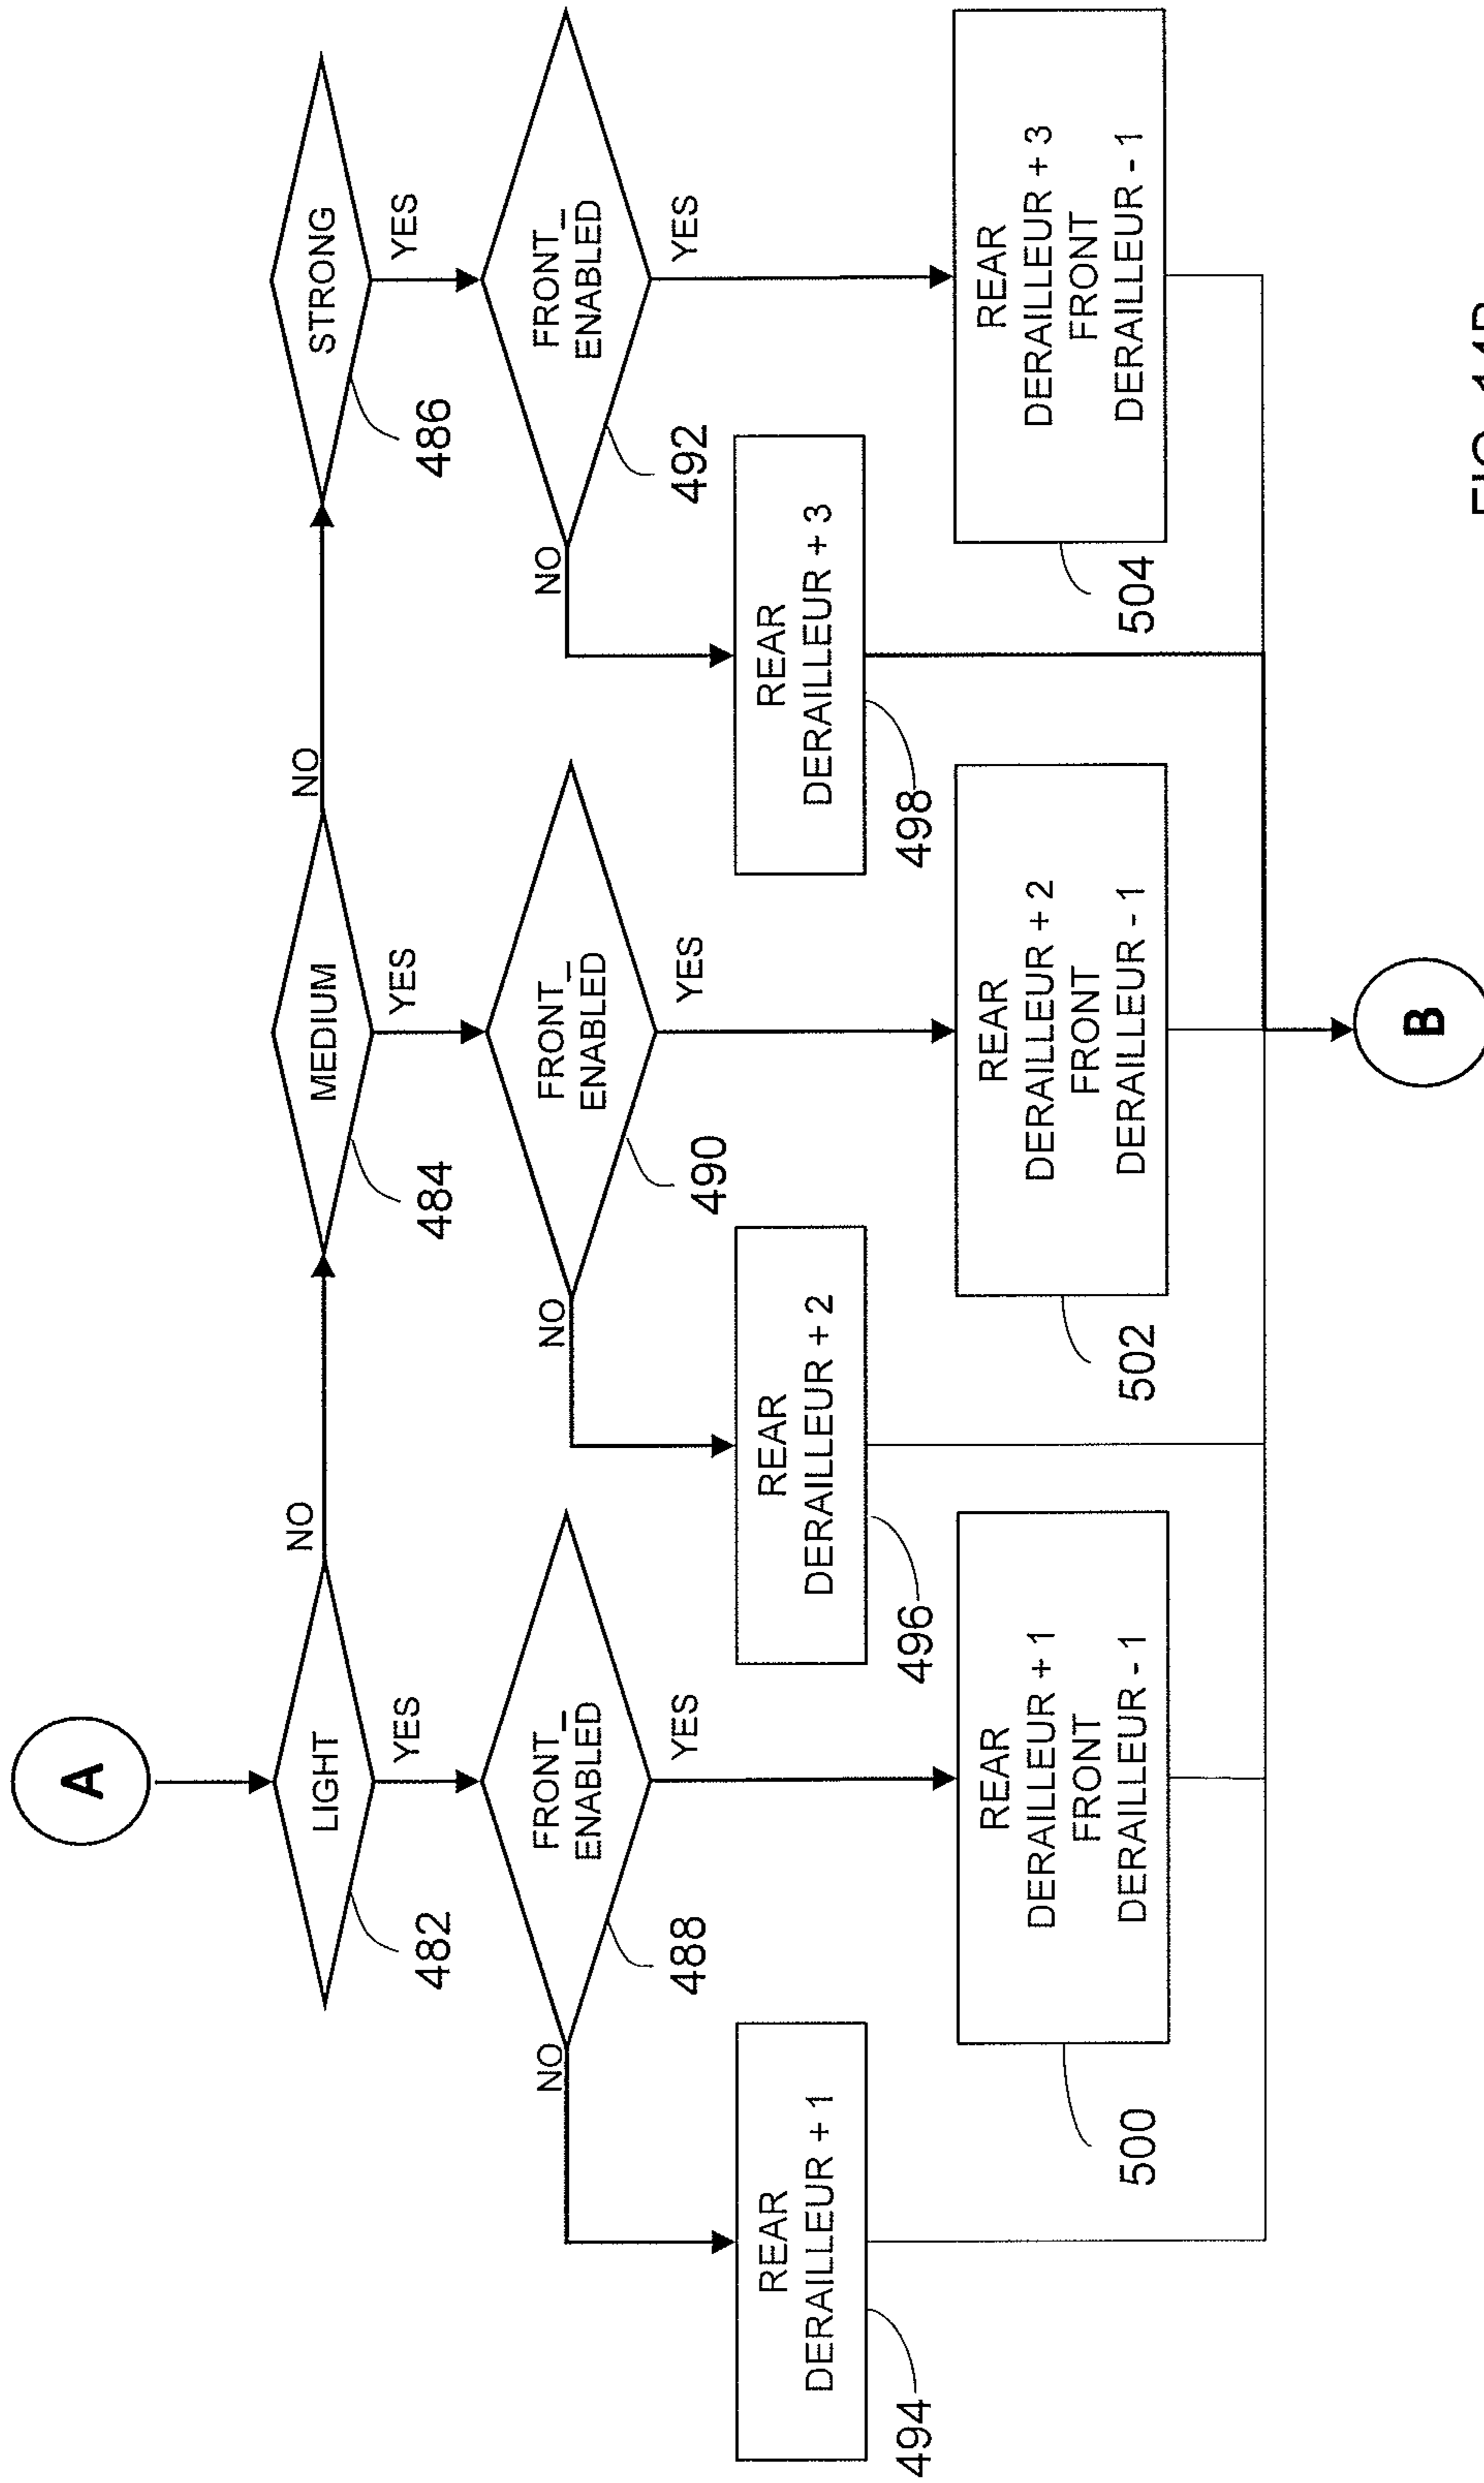 A
LIGHT
NO
MEDIUM
NO
STRONG
482
YES
484
YES
486
YES
FRONT_
ENABLED
FRONT_
ENABLED
FRONT_
ENABLED
NO
488
YES
NO
490
YES
NO
492
YES
REAR
DERAILLEUR + 1
REAR
DERAILLEUR + 2
REAR
DERAILLEUR + 3
494
496
498
REAR
DERAILLEUR + 1
FRONT
DERAILLEUR - 1
REAR
DERAILLEUR + 2
FRONT
DERAILLEUR - 1
REAR
DERAILLEUR + 3
FRONT
DERAILLEUR - 1
500
502
504
B